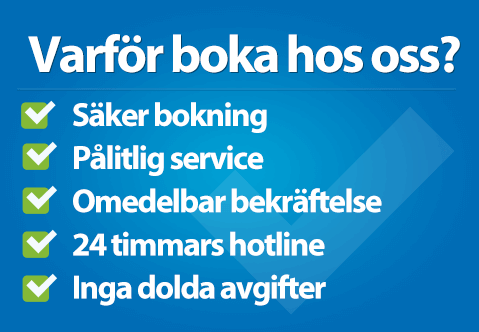 Varför boka hos oss?
Säker bokning
Pålitlig service
Omedelbar bekräftelse
24 timmars hotline
Inga dolda avgifter